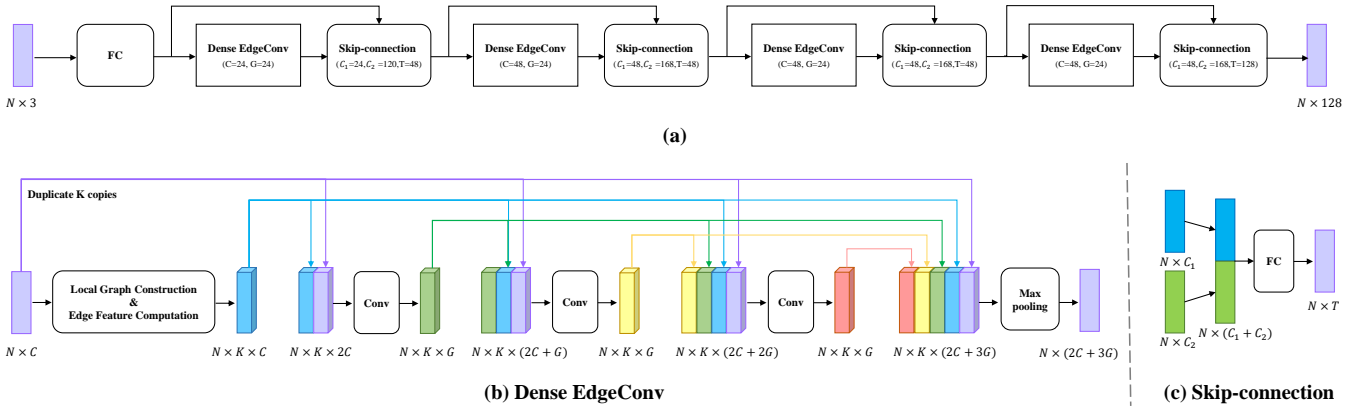 FC
Dense EdgeConv
(C=24, G=24)
Skip-connection
(C₁=24,C₂ =120,T=48)
Dense EdgeConv
(C=48, G=24)
Skip-connection
(C₁=48,C₂ =168,T=48)
Dense EdgeConv
(C=48, G=24)
Skip-connection
(C₁=48,C₂ =168,T=48)
Dense EdgeConv
(C=48, G=24)
Skip-connection
(C₁=48,C₂ =168,T=128)
N × 3
N × 128
(a)
Duplicate K copies
Local Graph Construction
&
Edge Feature Computation
Conv
Conv
Conv
Max
pooling
N × C
N × K × C
N × K × 2C
N × K × G
N × K × (2C + G)
N × K × G
N × K × (2C + 2G)
N × K × G
N × K × (2C + 3G)
N × (2C + 3G)
(b) Dense EdgeConv
N × C₁
N × C₂
N × (C₁ + C₂)
FC
N × T
(c) Skip-connection